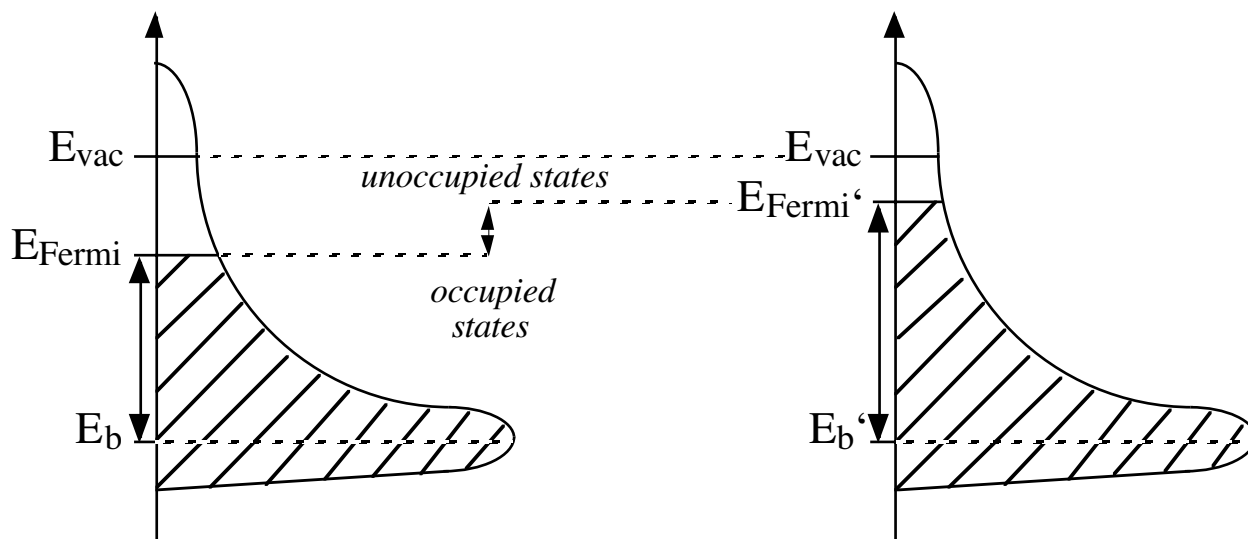 Evac
Evac
unoccupied states
EFermi‘
EFermi
occupied
states
Eb
Eb‘